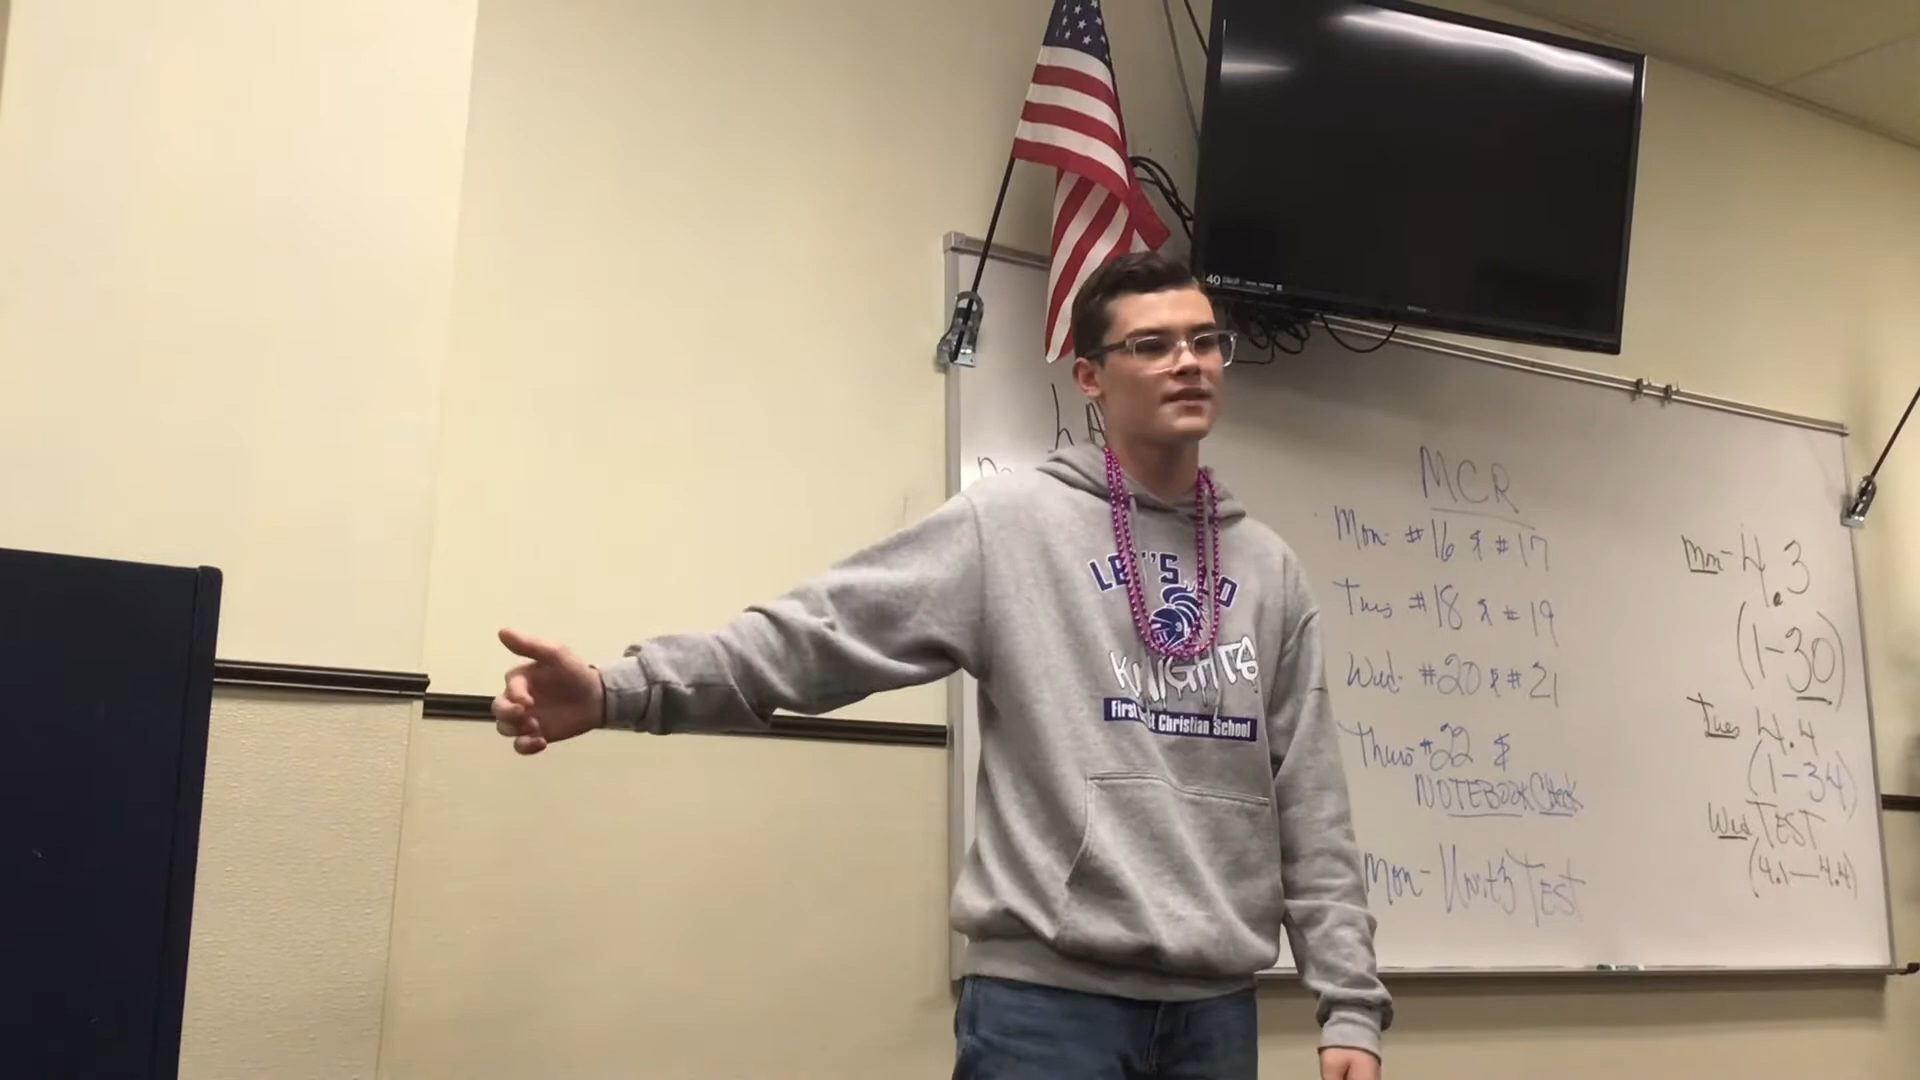 LET'S GO
KNIGHTS
First Christian School
40
h A
MCR
Mon- #16 & #17
Tues #18 & #19
Wed- #20 & #21
Thurs #22 &
NOTEBOOK Check
Mon- Unit 3 TEST
Mon- 4.3
(1-30)
Tues 4.4
(1-34)
Wed TEST
(4.1-4.4)